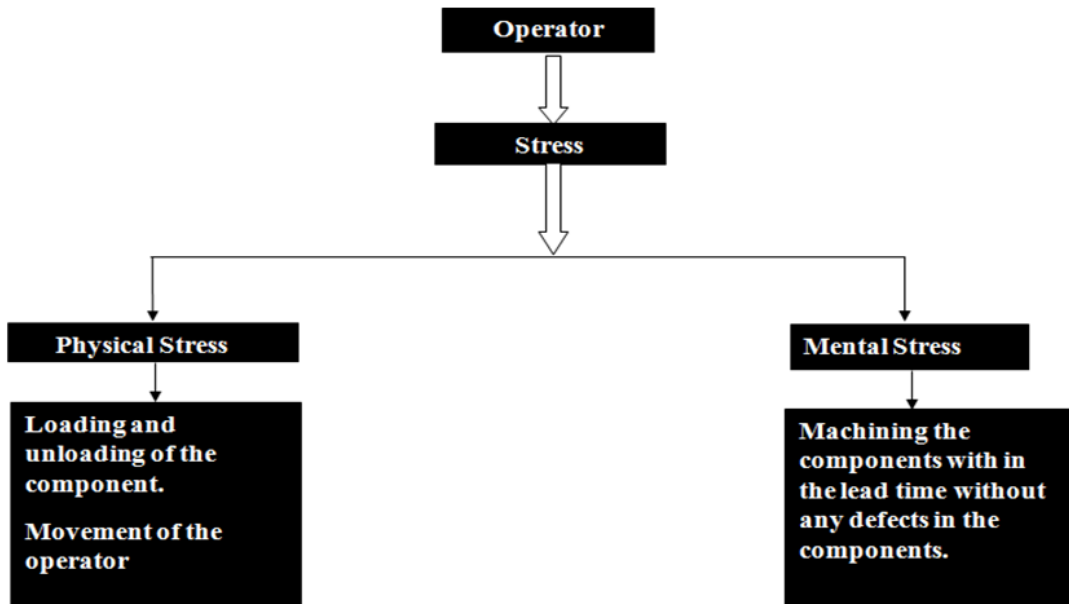 Operator
Stress
Physical Stress
Loading and
unloading of the
component.
Movement of the
operator
Mental Stress
Machining the
components with in
the lead time without
any defects in the
components.